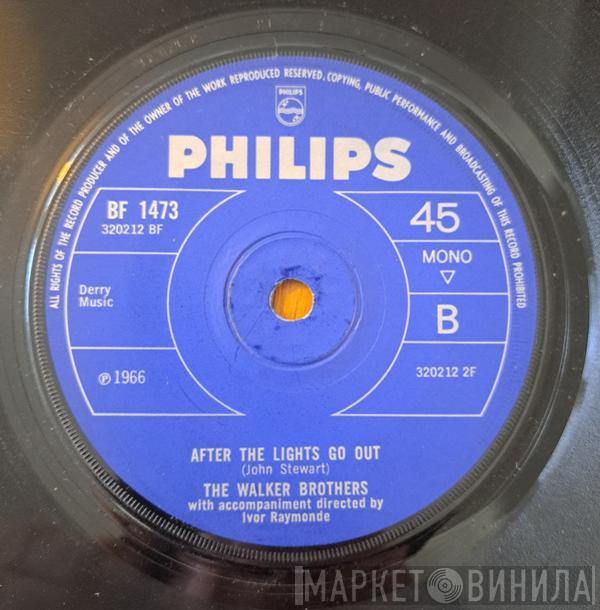 ALL RIGHTS OF THE RECORD PRODUCER AND OF THE OWNER OF THE WORK REPRODUCED RESERVED. COPYING, PUBLIC PERFORMANCE AND BROADCASTING OF THIS RECORD PROHIBITED
PHILIPS
PHILIPS
BF 1473
320212 BF
45
MONO
Derry
Music
B
℗ 1966
320212 2F
AFTER THE LIGHTS GO OUT
(John Stewart)
THE WALKER BROTHERS
with accompaniment directed by
Ivor Raymonde
МАРКЕТ ВИНИЛА